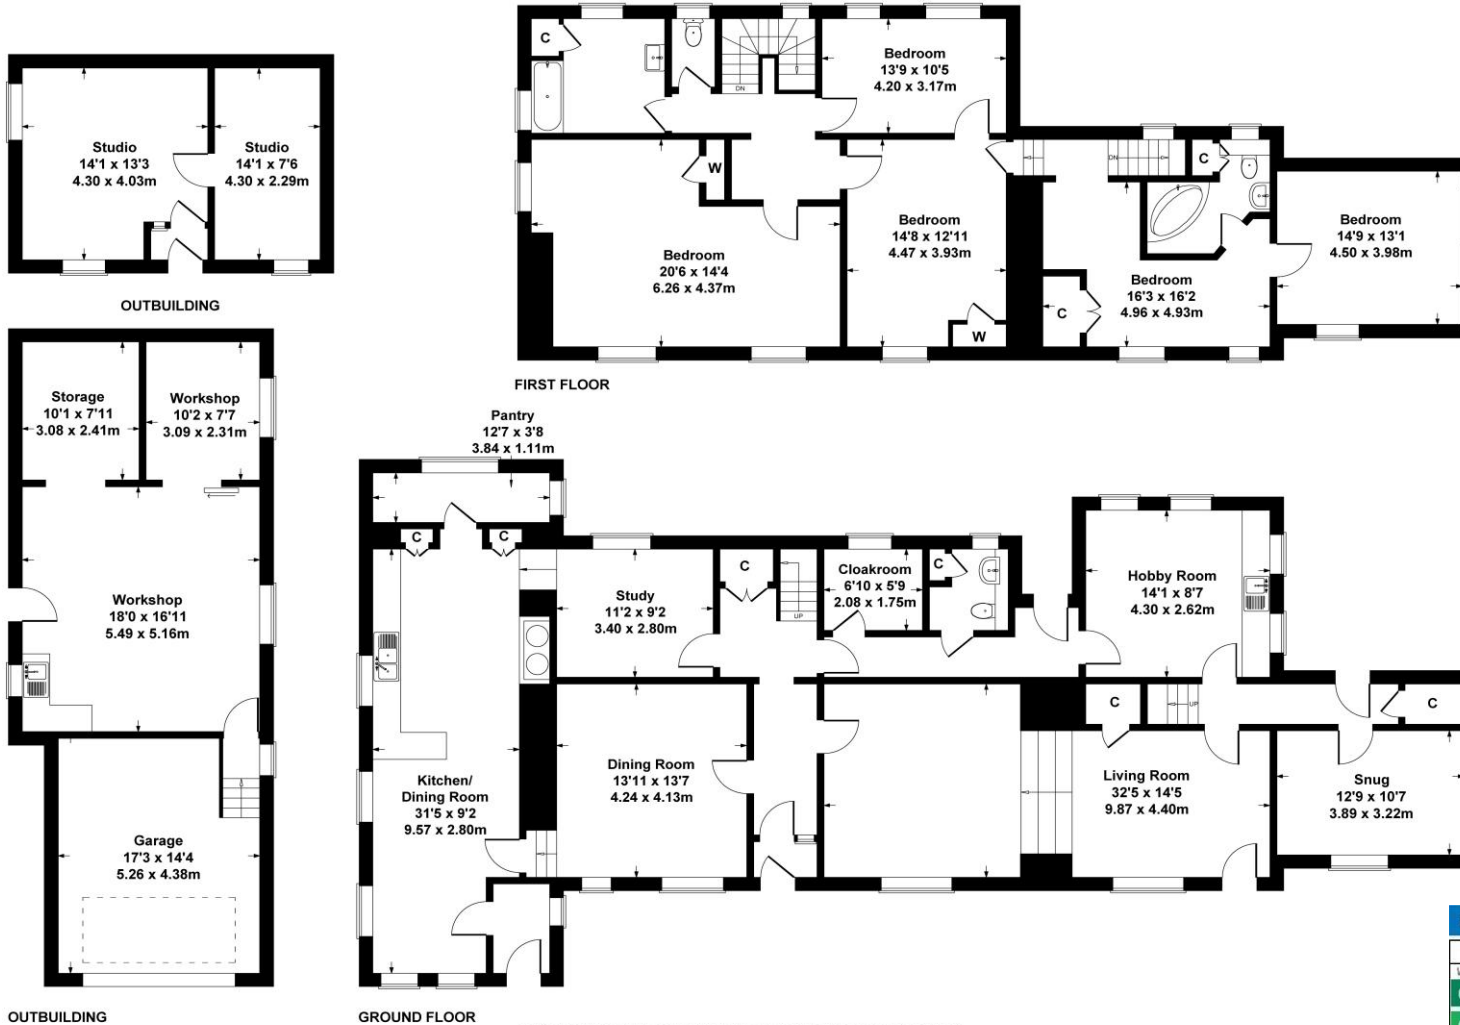 Studio
14'1 x 13'3
4.30 x 4.03m
Studio
14'1 x 7'6
4.30 x 2.29m
OUTBUILDING
C
DN
Bedroom
13'9 x 10'5
4.20 x 3.17m
W
Bedroom
20'6 x 14'4
6.26 x 4.37m
Bedroom
14'8 x 12'11
4.47 x 3.93m
W
DN
C
Bedroom
16'3 x 16'2
4.96 x 4.93m
C
Bedroom
14'9 x 13'1
4.50 x 3.98m
FIRST FLOOR
Storage
10'1 x 7'11
3.08 x 2.41m
Workshop
10'2 x 7'7
3.09 x 2.31m
Workshop
18'0 x 16'11
5.49 x 5.16m
Garage
17'3 x 14'4
5.26 x 4.38m
OUTBUILDING
Pantry
12'7 x 3'8
3.84 x 1.11m
C
C
Study
11'2 x 9'2
3.40 x 2.80m
C
UP
Cloakroom
6'10 x 5'9
2.08 x 1.75m
C
Hobby Room
14'1 x 8'7
4.30 x 2.62m
Kitchen/
Dining Room
31'5 x 9'2
9.57 x 2.80m
Dining Room
13'11 x 13'7
4.24 x 4.13m
C
UP
C
Living Room
32'5 x 14'5
9.87 x 4.40m
Snug
12'9 x 10'7
3.89 x 3.22m
GROUND FLOOR